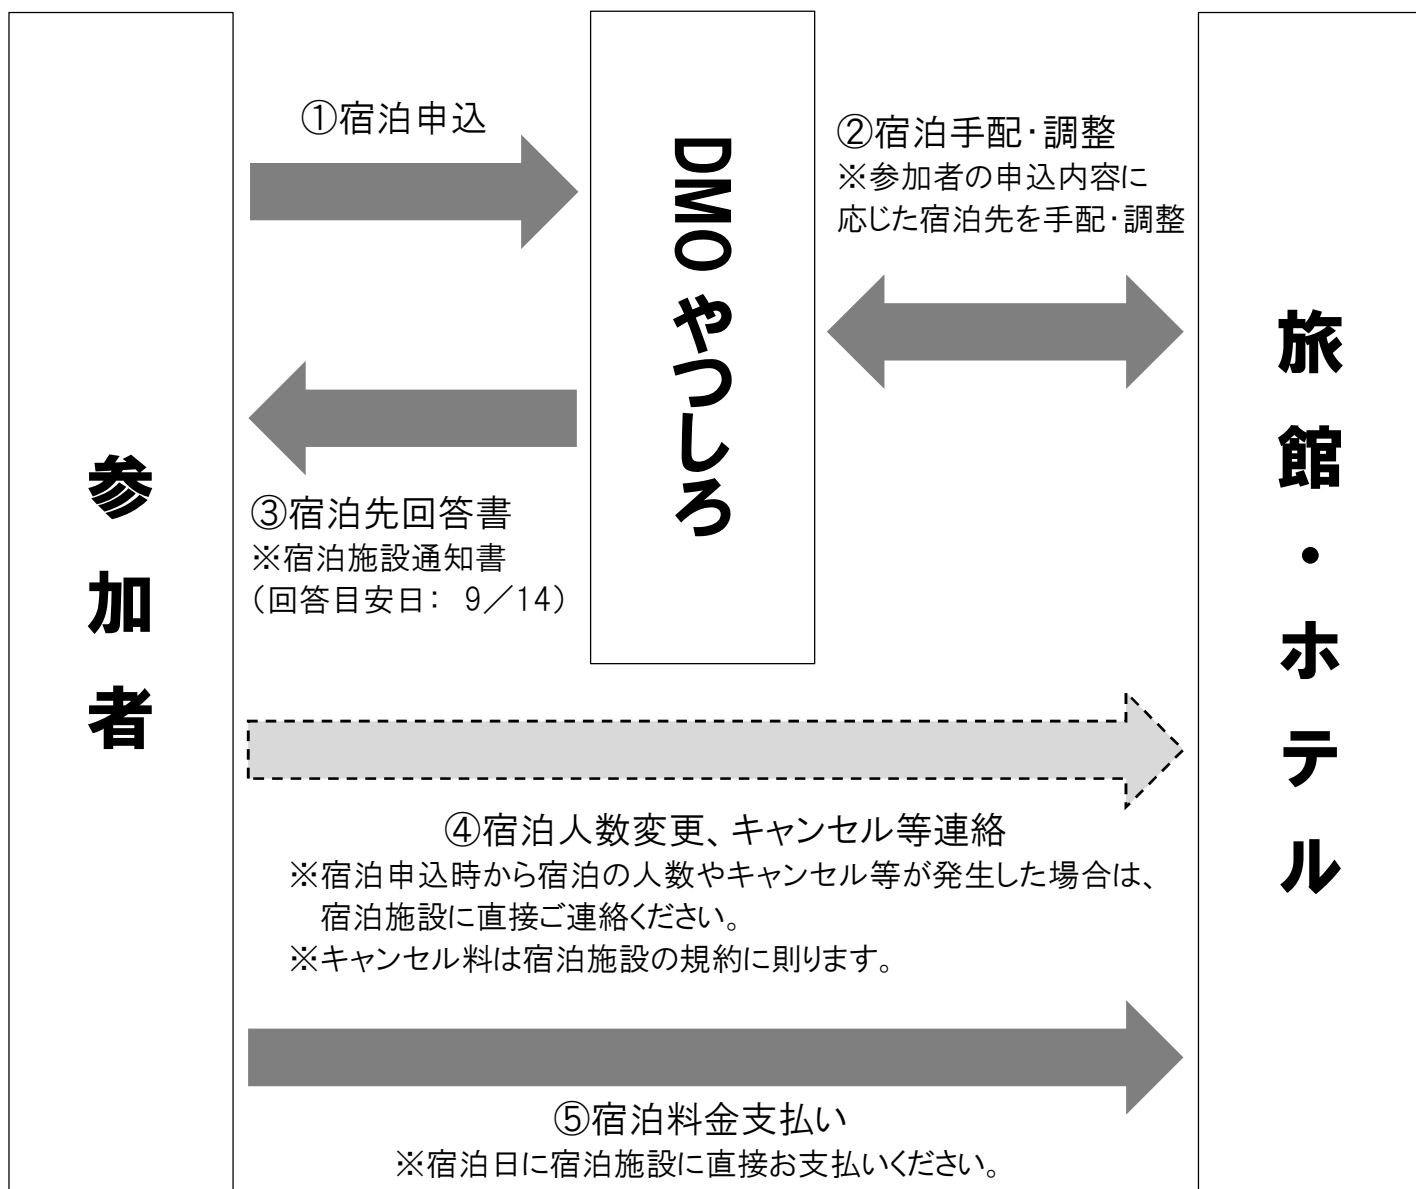 参加者
①宿泊申込
DMOやつしろ
②宿泊手配・調整
※参加者の申込内容に
応じた宿泊先を手配・調整
旅館・ホテル
③宿泊先回答書
※宿泊施設通知書
（回答目安日： 9／14）
④宿泊人数変更、キャンセル等連絡
※宿泊申込時から宿泊の人数やキャンセル等が発生した場合は、
宿泊施設に直接ご連絡ください。
※キャンセル料は宿泊施設の規約に則ります。
⑤宿泊料金支払い
※宿泊日に宿泊施設に直接お支払いください。